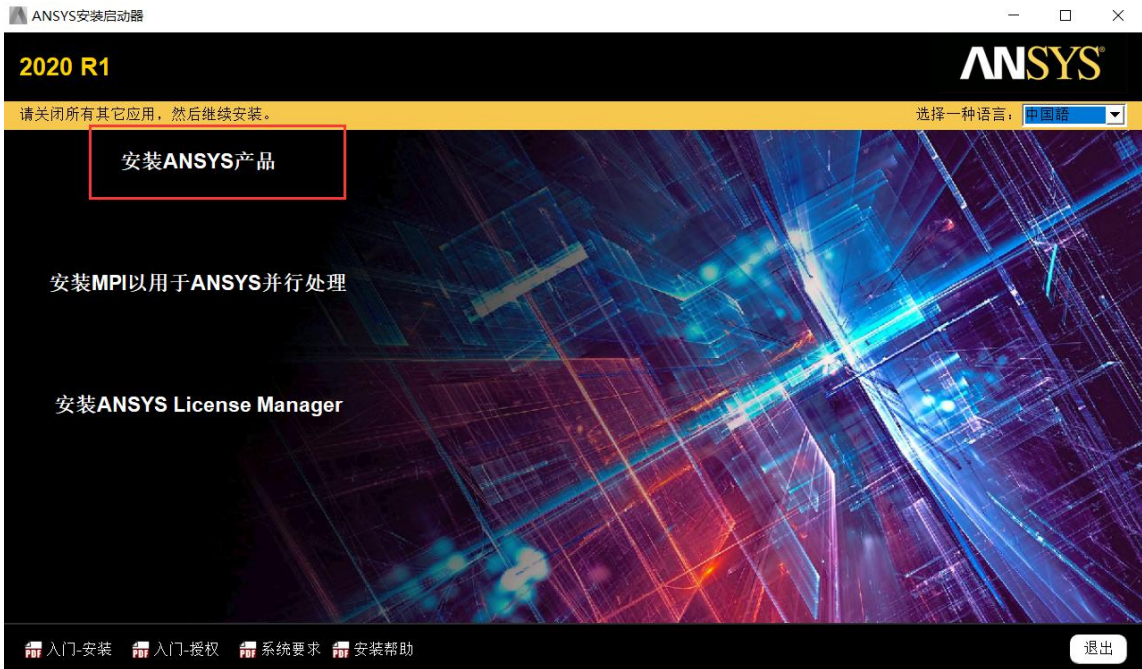 ANSYS安装启动器
2020 R1
ANSYS®
请关闭所有其它应用，然后继续安装。
选择一种语言：中国語
安装ANSYS产品
安装MPI以用于ANSYS并行处理
安装ANSYS License Manager
PDF 入门-安装 PDF 入门-授权 PDF 系统要求 PDF 安装帮助
退出